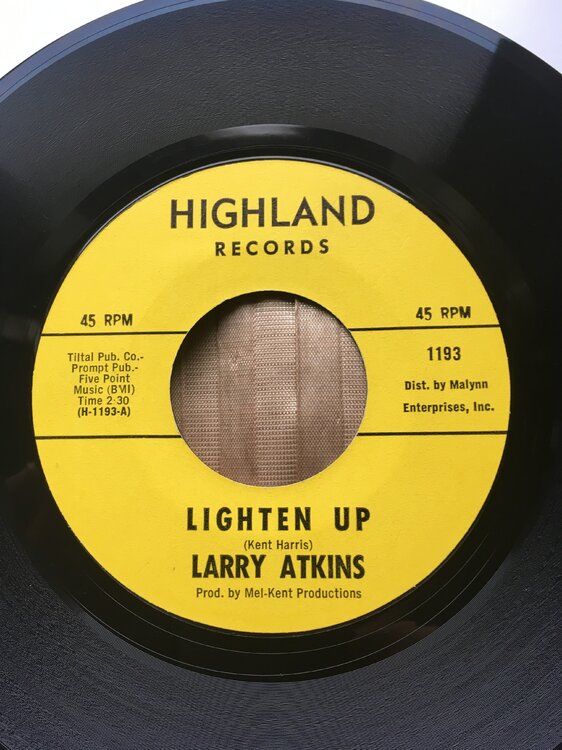 HIGHLAND
RECORDS
45 RPM
45 RPM
Tiltal Pub. Co.-
Prompt Pub.-
Five Point
Music (BMI)
Time 2:30
(H-1193-A)
1193
Dist. by Malynn
Enterprises, Inc.
LIGHTEN UP
(Kent Harris)
LARRY ATKINS
Prod. by Mel-Kent Productions